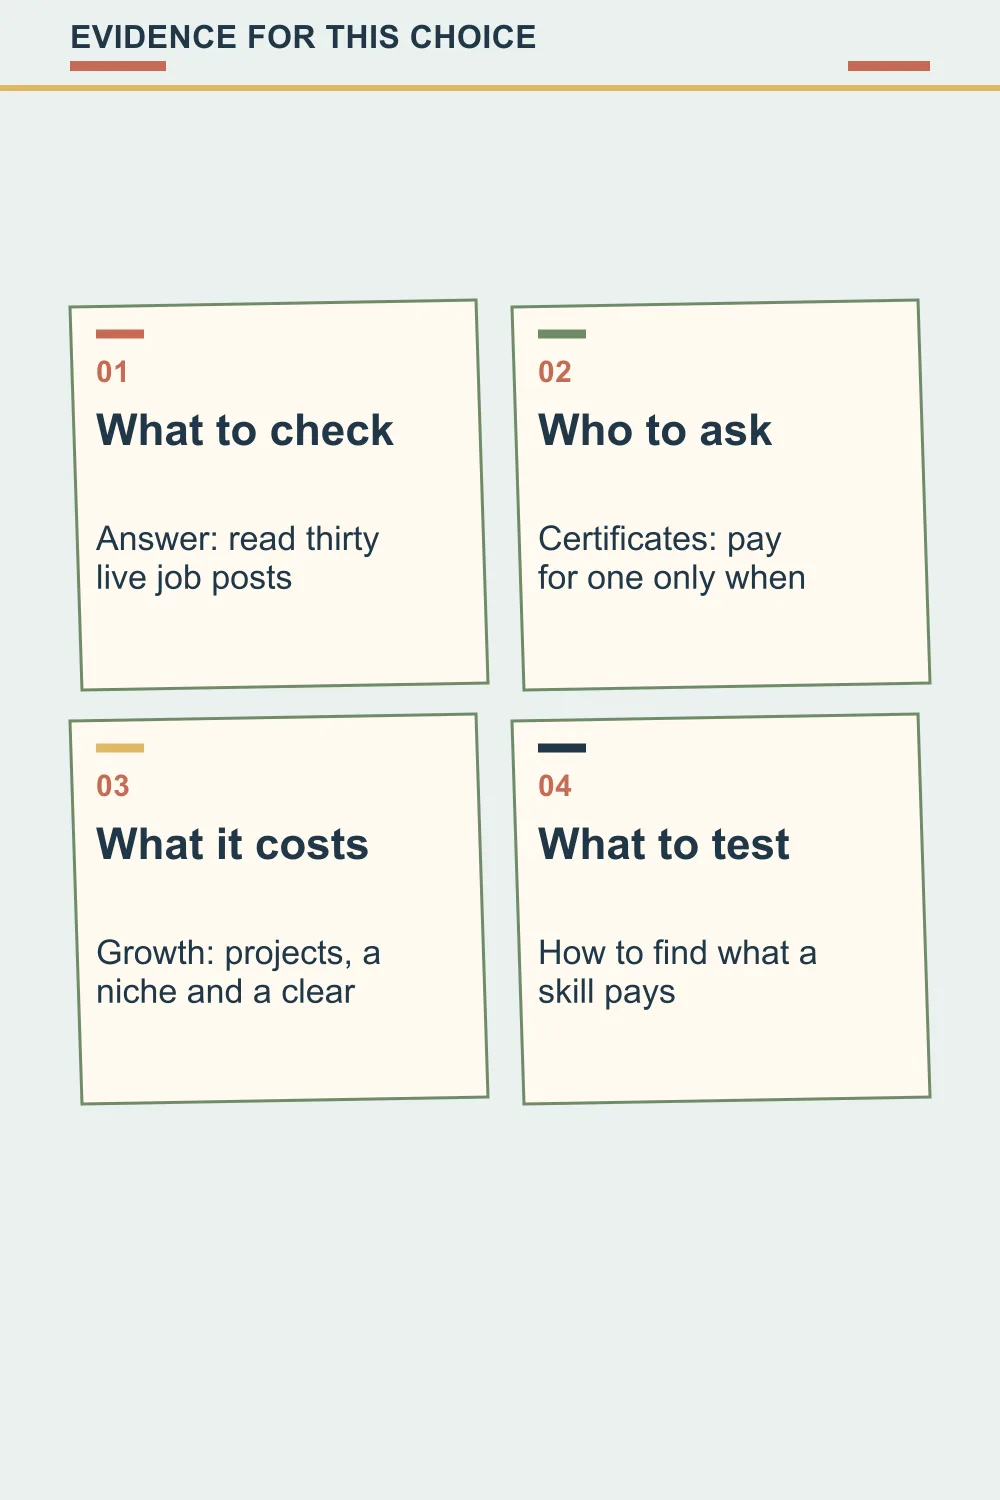 EVIDENCE FOR THIS CHOICE
01
What to check
Answer: read thirty
live job posts
02
Who to ask
Certificates: pay
for one only when
03
What it costs
Growth: projects, a
niche and a clear
04
What to test
How to find what a
skill pays